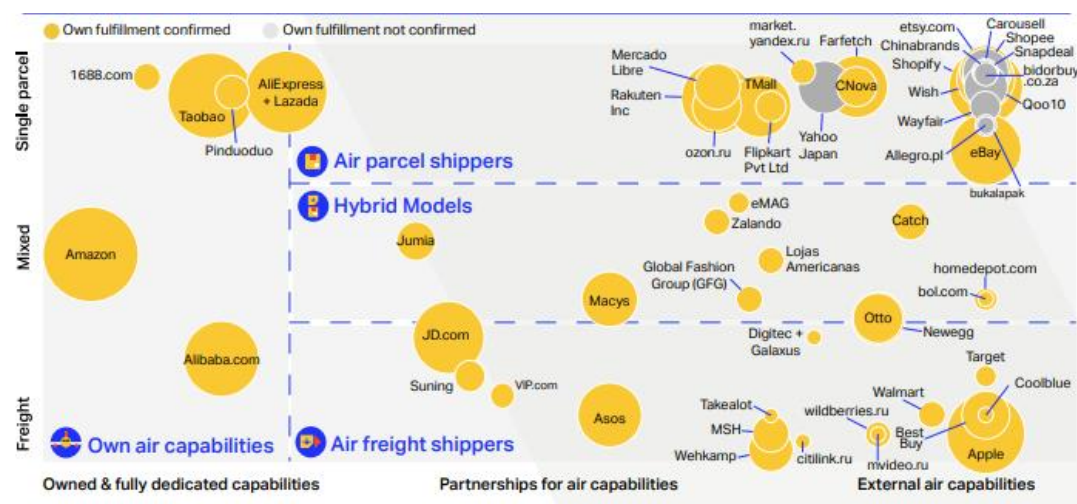 Own fulfillment confirmed
Own fulfillment not confirmed
Single parcel
Mixed
Freight
1688.com
Taobao
Pinduoduo
AliExpress
+ Lazada
Mercado
Libre
Rakuten
Inc
ozon.ru
TMall
Flipkart
Pvt Ltd
market.
yandex.ru
Farfetch
CNova
Yahoo
Japan
etsy.com
Carousell
Shopee
Chinabrands
Snapdeal
Shopify
bidorbuy
.co.za
Wish
Qoo10
Wayfair
Allegro.pl
eBay
bukalapak
Air parcel shippers
Hybrid Models
Amazon
Jumia
eMAG
Zalando
Catch
Lojas
Americanas
Global Fashion
Group (GFG)
homedepot.com
bol.com
Macys
Otto
Newegg
Alibaba.com
JD.com
Digitec +
Galaxus
Suning
VIP.com
Target
Coolblue
Asos
Takealot
MSH
Wehkamp
citilink.ru
wildberries.ru
mvideo.ru
Walmart
Best
Buy
Apple
Own air capabilities
Air freight shippers
Owned & fully dedicated capabilities
Partnerships for air capabilities
External air capabilities